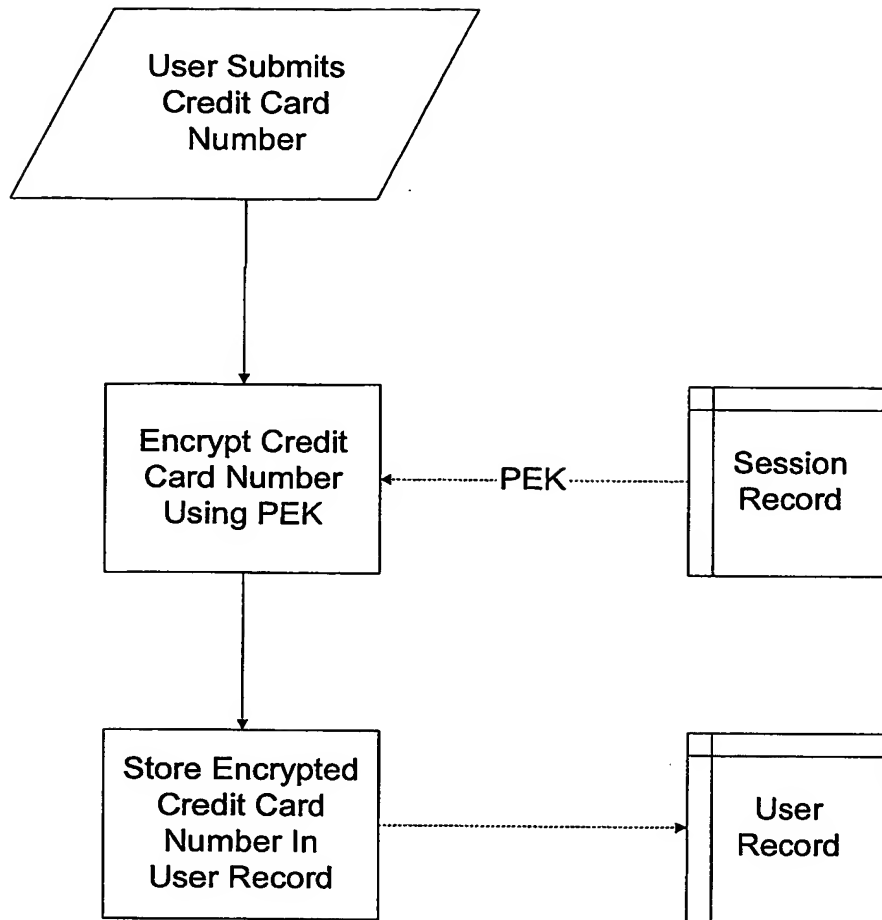 User Submits
Credit Card
Number
Encrypt Credit
Card Number
Using PEK
PEK
Session
Record
Store Encrypted
Credit Card
Number In
User Record
User
Record